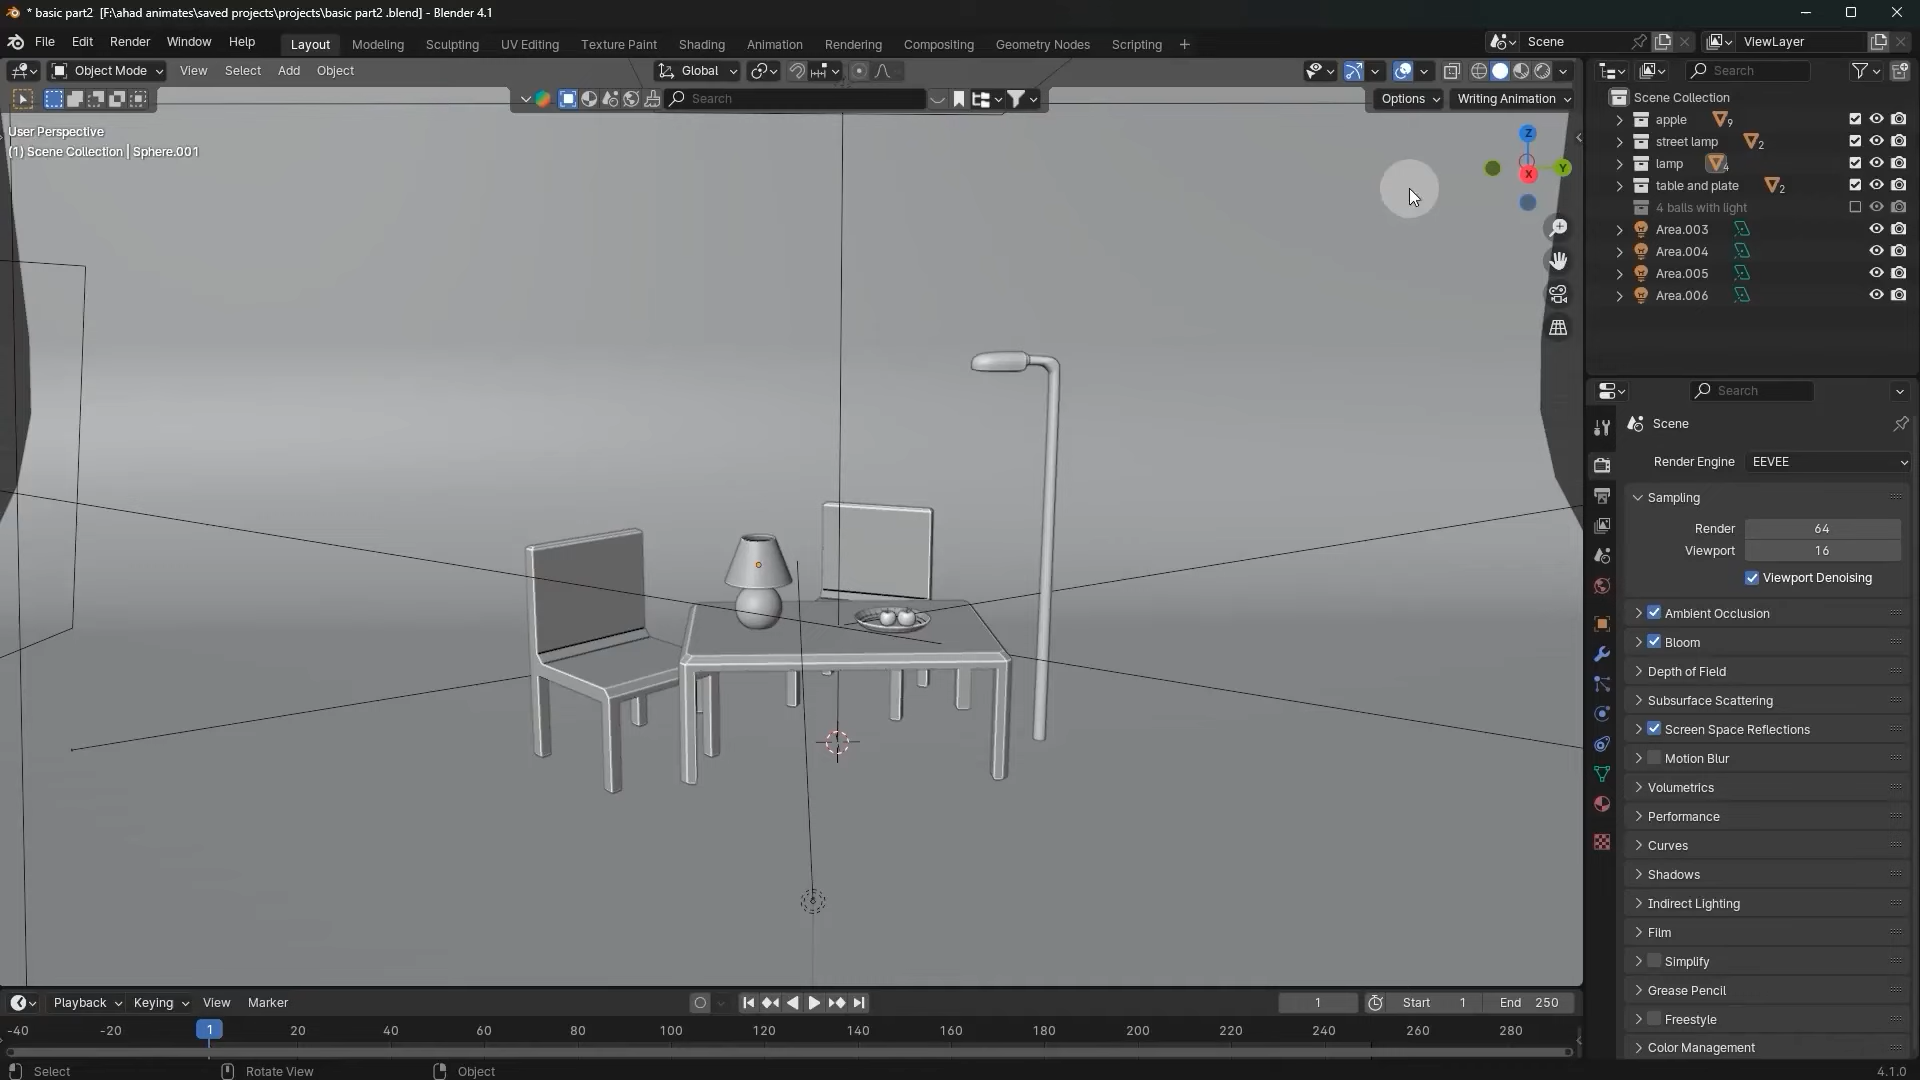 * basic part2  [F:\ahad animates\saved projects\projects\basic part2 .blend] - Blender 4.1
File Edit Render Window Help Layout Modeling Sculpting UV Editing Texture Paint Shading Animation Rendering Compositing Geometry Nodes Scripting + Scene ViewLayer
Object Mode View Select Add Object Global Search
Search Options Writing Animation
User Perspective
(1) Scene Collection | Sphere.001
Z
Y
X
Scene Collection
apple 9
street lamp 2
lamp 4
table and plate 2
4 balls with light
Area.003
Area.004
Area.005
Area.006
Search
Scene
Render Engine EEVEE
Sampling
Render 64
Viewport 16
Viewport Denoising
Ambient Occlusion
Bloom
Depth of Field
Subsurface Scattering
Screen Space Reflections
Motion Blur
Volumetrics
Performance
Curves
Shadows
Indirect Lighting
Film
Simplify
Grease Pencil
Freestyle
Color Management
Playback Keying View Marker 1 Start 1 End 250
-40 -20 1 20 40 60 80 100 120 140 160 180 200 220 240 260 280
Select Rotate View Object 4.1.0